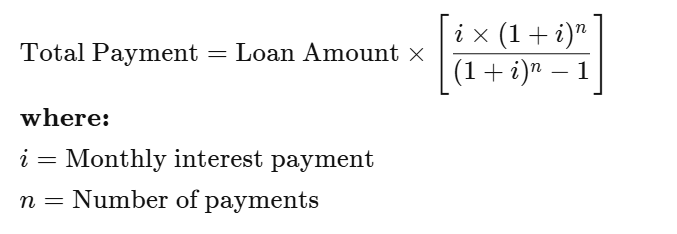 Total Payment = Loan Amount × [ i × (1 + i)ⁿ / (1 + i)ⁿ − 1 ]
where:
i = Monthly interest payment
n = Number of payments